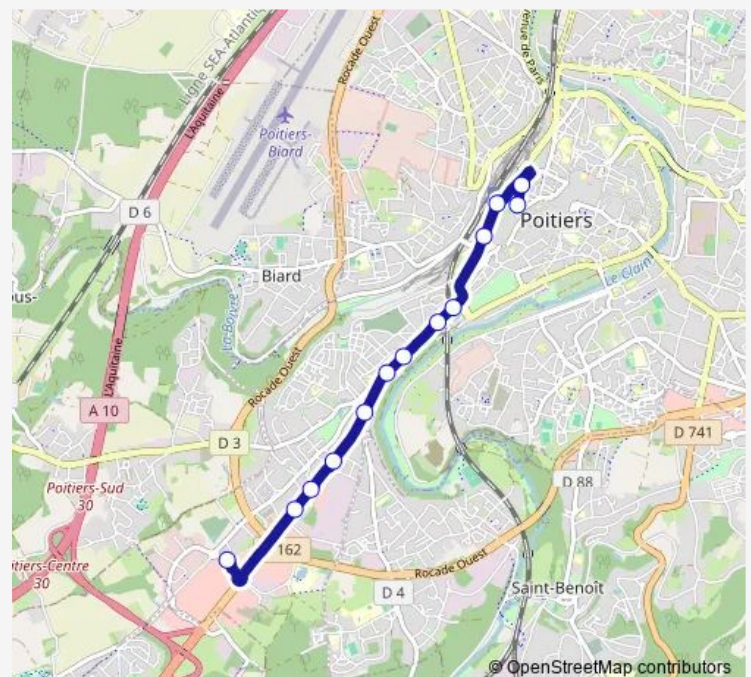 Ligne SEA-Atlantique
L'Aquitaine
Rocade Ouest
Avenue de Paris
Poitiers-
Biard
D 6
Poitiers
Biard
Le Clain
La Boivre
ous-
L'Aquitaine
Rocade Ouest
A 10
D 3
D 741
Poitiers-Sud
30
D 88
162
itiers-Centre
30
Rocade Ouest
D 4
Saint-Benoît
© OpenStreetMap contributors